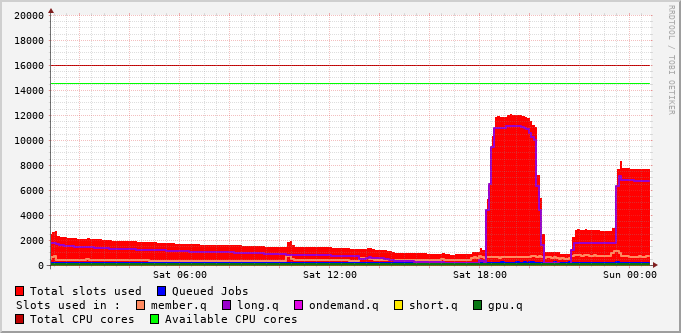 RRDTOOL / TOBI OETIKER
20000
18000
16000
14000
12000
10000
8000
6000
4000
2000
0
Sat 06:00 Sat 12:00 Sat 18:00 Sun 00:00
Total slots used Queued Jobs
Slots used in : member.q long.q ondemand.q short.q gpu.q
Total CPU cores Available CPU cores